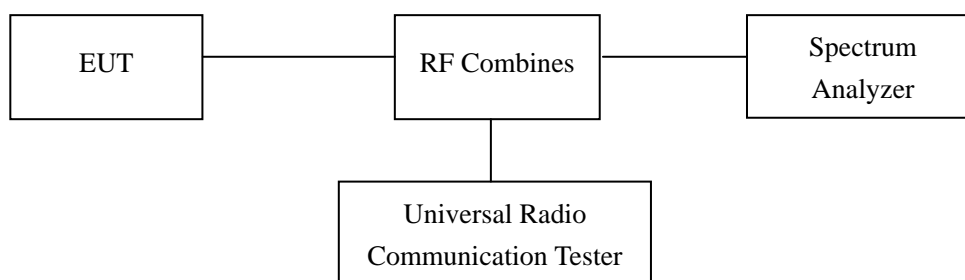 EUT
RF Combines
Spectrum
Analyzer
Universal Radio
Communication Tester